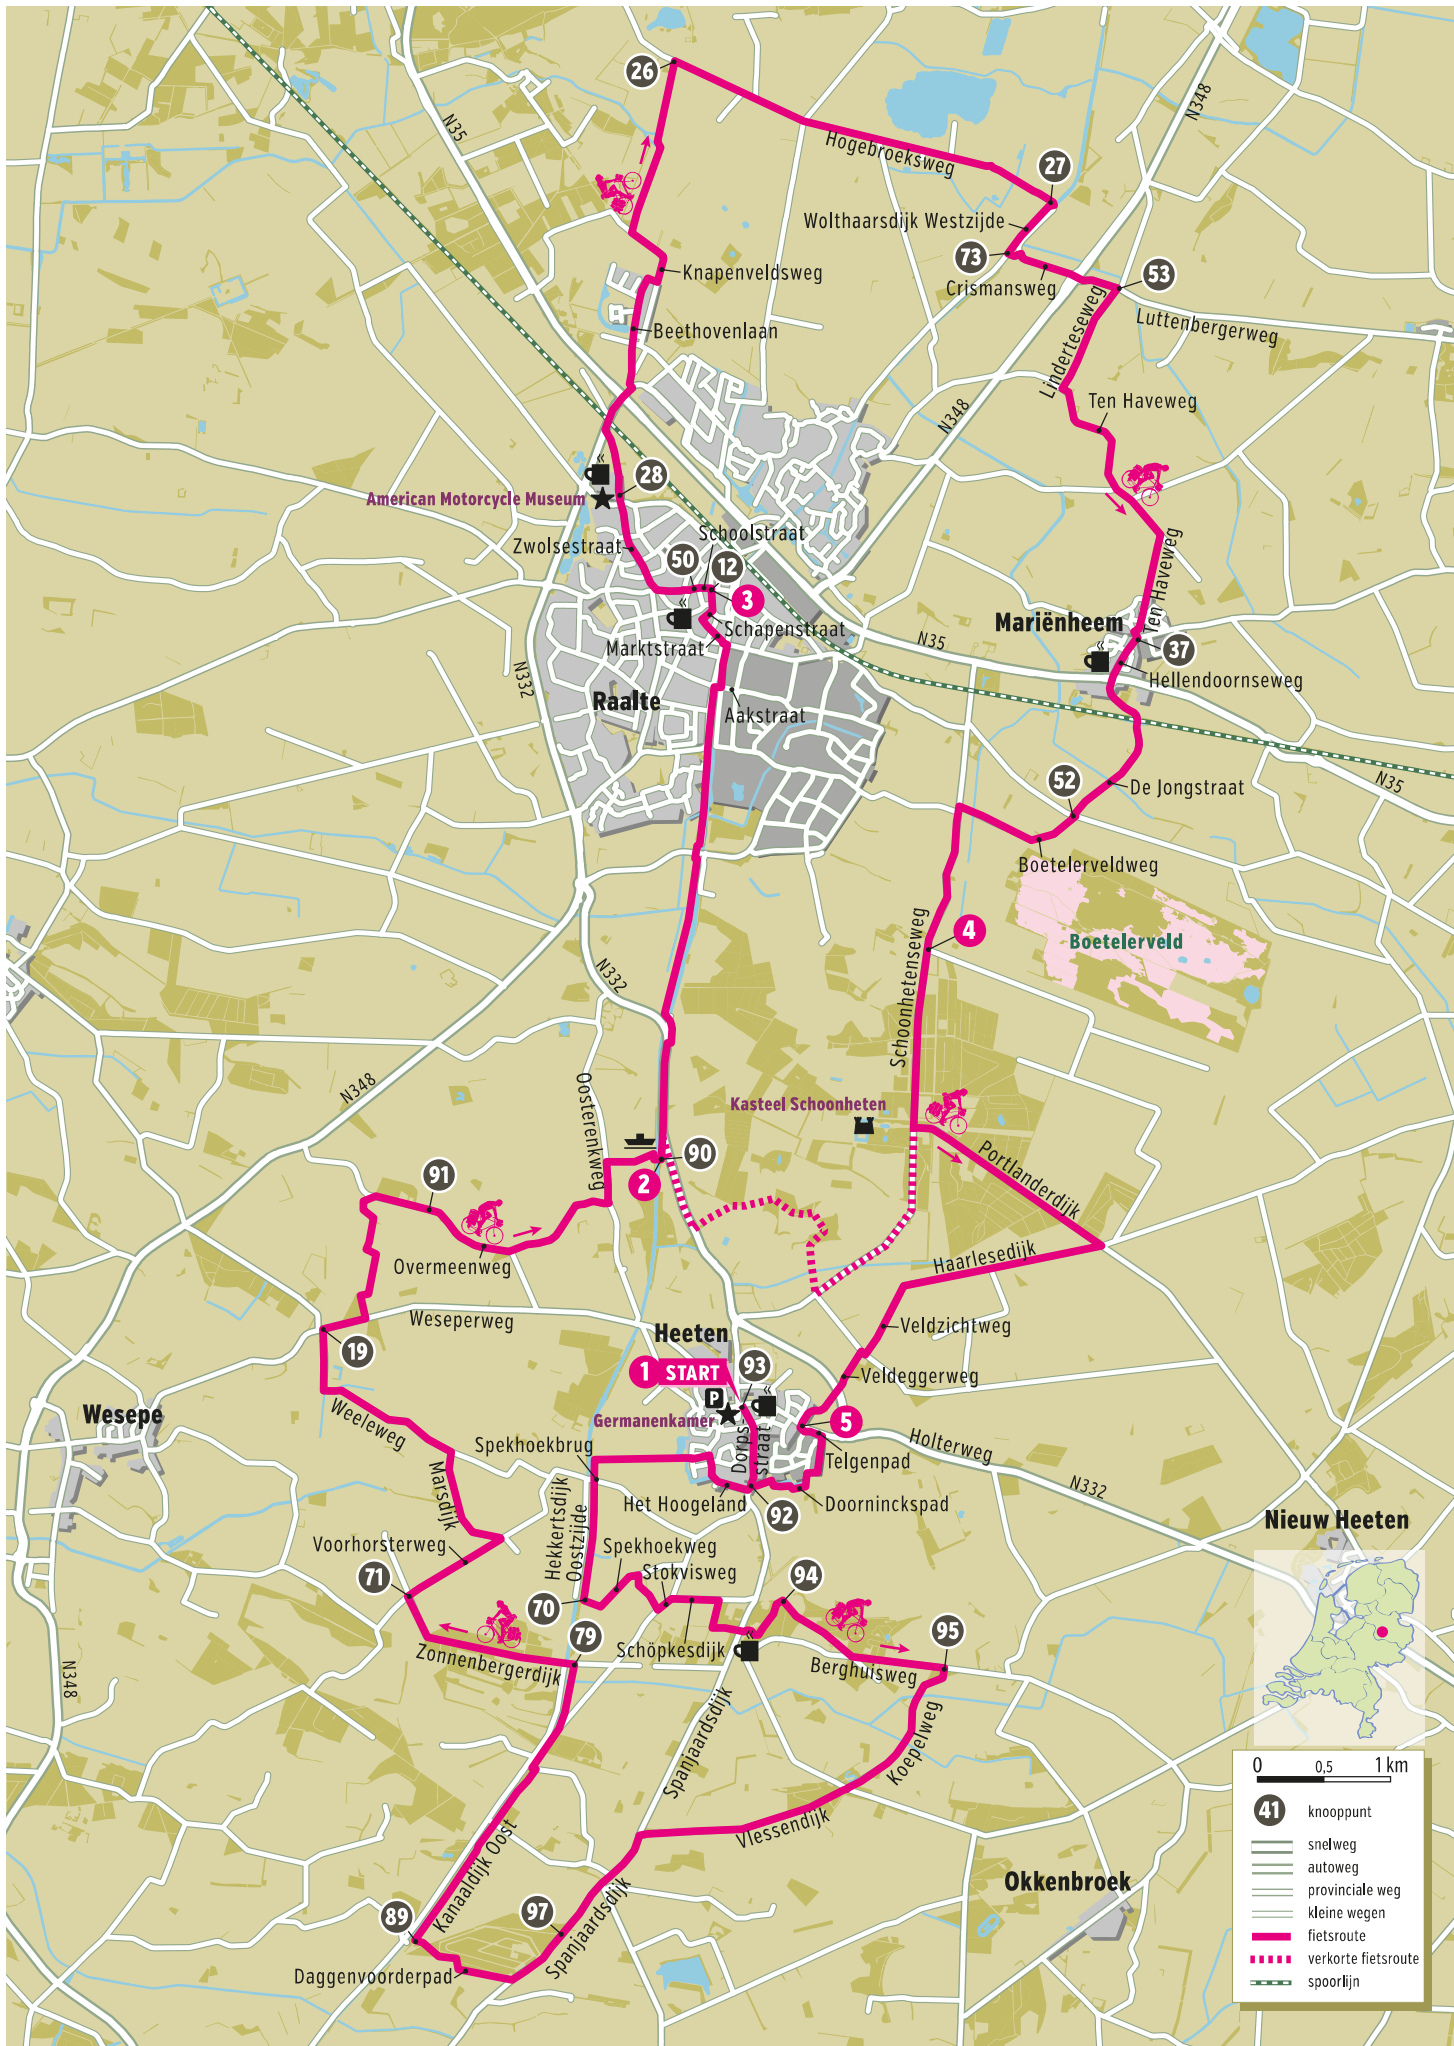 26
N35
N348
Hogebroeksweg
27
Wolthaarsdijk Westzijde
73
53
Crismansweg
Knapenveldsweg
Luttenbergerweg
Beethovenlaan
Linderteseweg
Ten Haveweg
N348
28
American Motorcycle Museum
Schoolstraat
Zwolsestraat
50
12
3
Ten Haveweg
Schapenstraat
Mariënheem
Marktstraat
N35
37
N332
Hellendoornseweg
Raalte
Aakstraat
52
De Jongstraat
N35
Boetelerveldweg
4
Schoonhetenseweg
Boetelerveld
N332
N348
Oosterenkweg
Kasteel Schoonheten
90
Portlanderdijk
91
2
Overmeenweg
Haarlesedijk
Weseperweg
Veldzichtweg
19
Heeten
1 START
93
Veldeggerweg
P
Wesepe
Germanenkamer
5
Weeleweg
Dorps-
straat
Holterweg
Spekhoekbrug
Telgenpad
N332
Marsdijk
Het Hoogeland
Doorninckspad
92
Hekkertsdijk
Oostzijde
Nieuw Heeten
Voorhorsterweg
Spekhoekweg
Stokvisweg
71
94
70
79
95
Schöpkesdijk
Zonnenbergerdijk
Berghuisweg
N348
Spanjaardsdijk
Koepelweg
Vlessendijk
Kanaaldijk Oost
Okkenbroek
89
97
Spanjaardsdijk
Daggenvoorderpad
0 0,5 1 km
41 knooppunt
snelweg
autoweg
provinciale weg
kleine wegen
fietsroute
verkorte fietsroute
spoorlijn